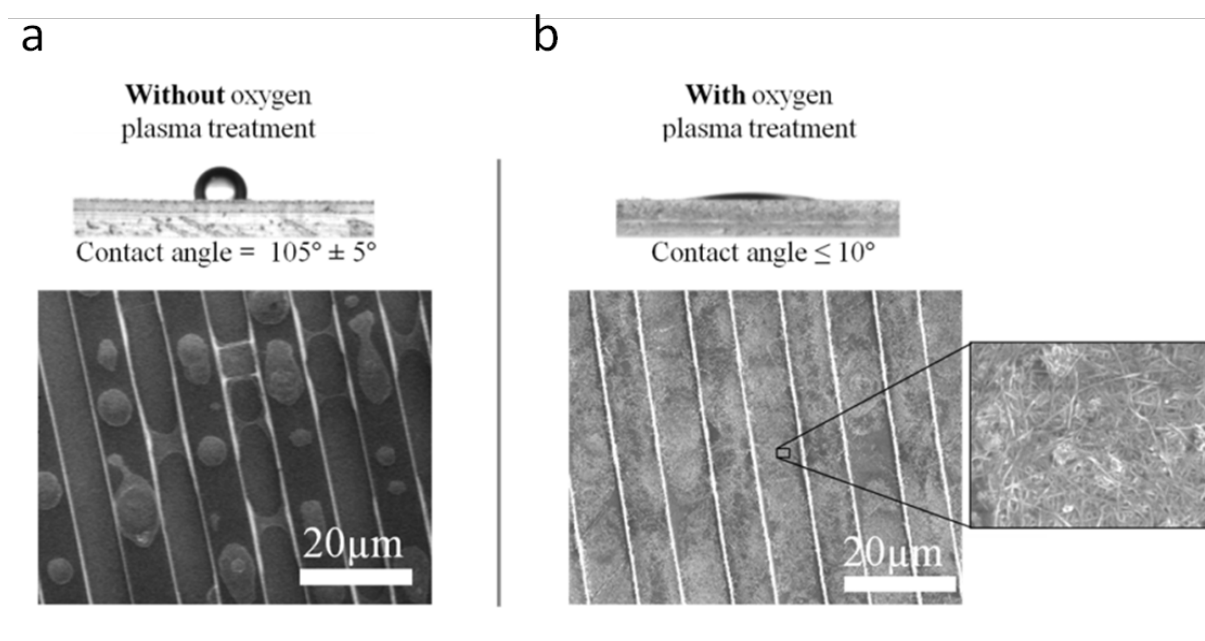 a
Without oxygen
plasma treatment
Contact angle = 105° ± 5°
20µm
b
With oxygen
plasma treatment
Contact angle ≤ 10°
20µm